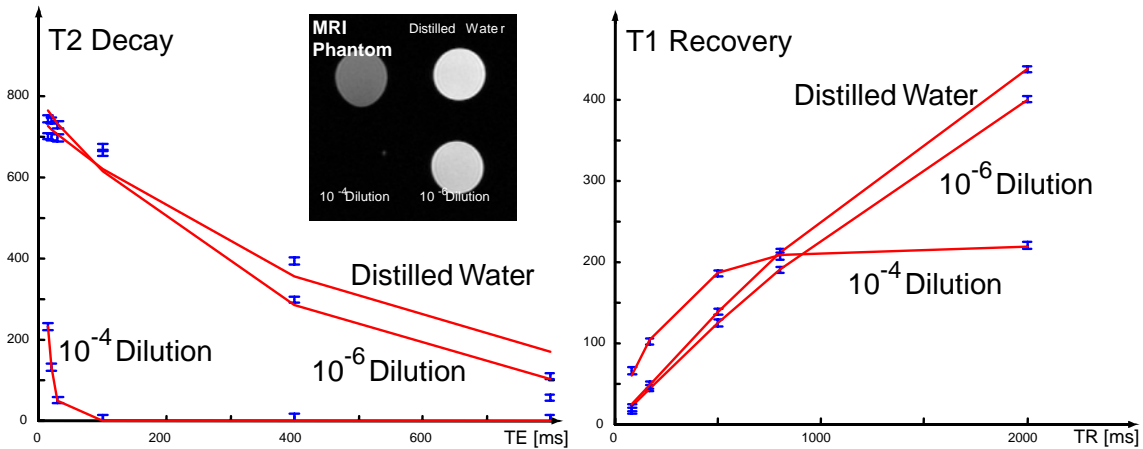 T2 Decay
800
600
400
200
0
0
200
400
600
TE [ms]
MRI
Phantom
Distilled Water
10-4 Dilution
10-6 Dilution
Distilled Water
10-6 Dilution
10-4 Dilution
T1 Recovery
400
300
200
100
0
0
1000
2000
TR [ms]
Distilled Water
10-6 Dilution
10-4 Dilution